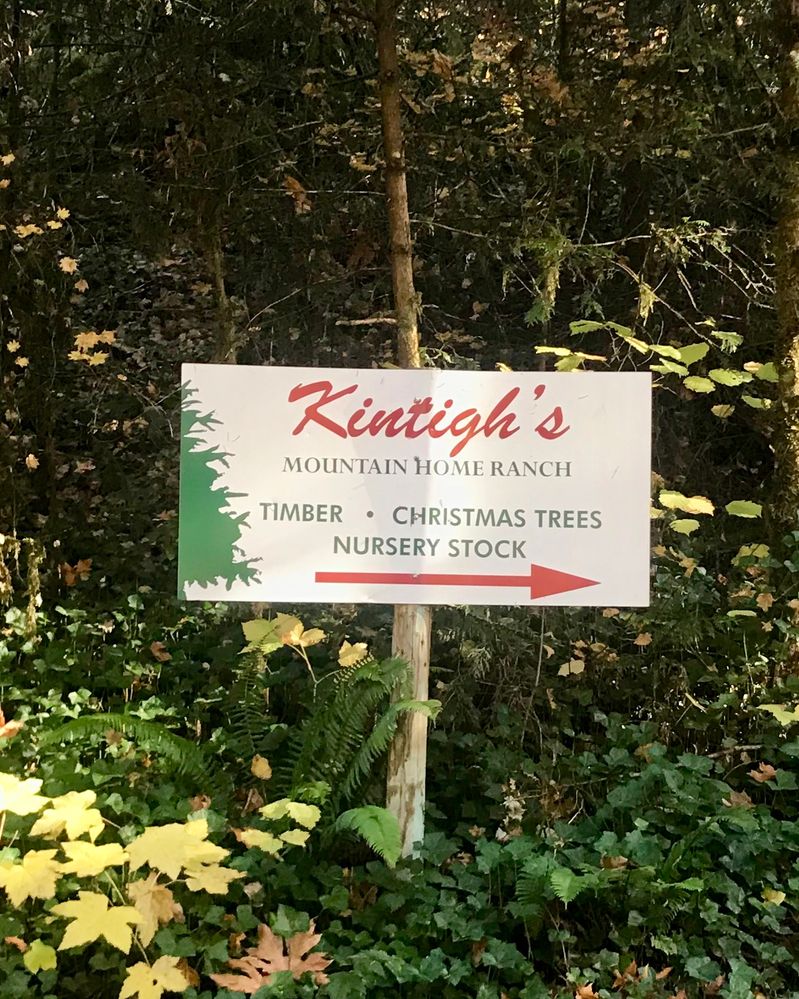 Kintigh's
MOUNTAIN HOME RANCH
TIMBER • CHRISTMAS TREES
NURSERY STOCK